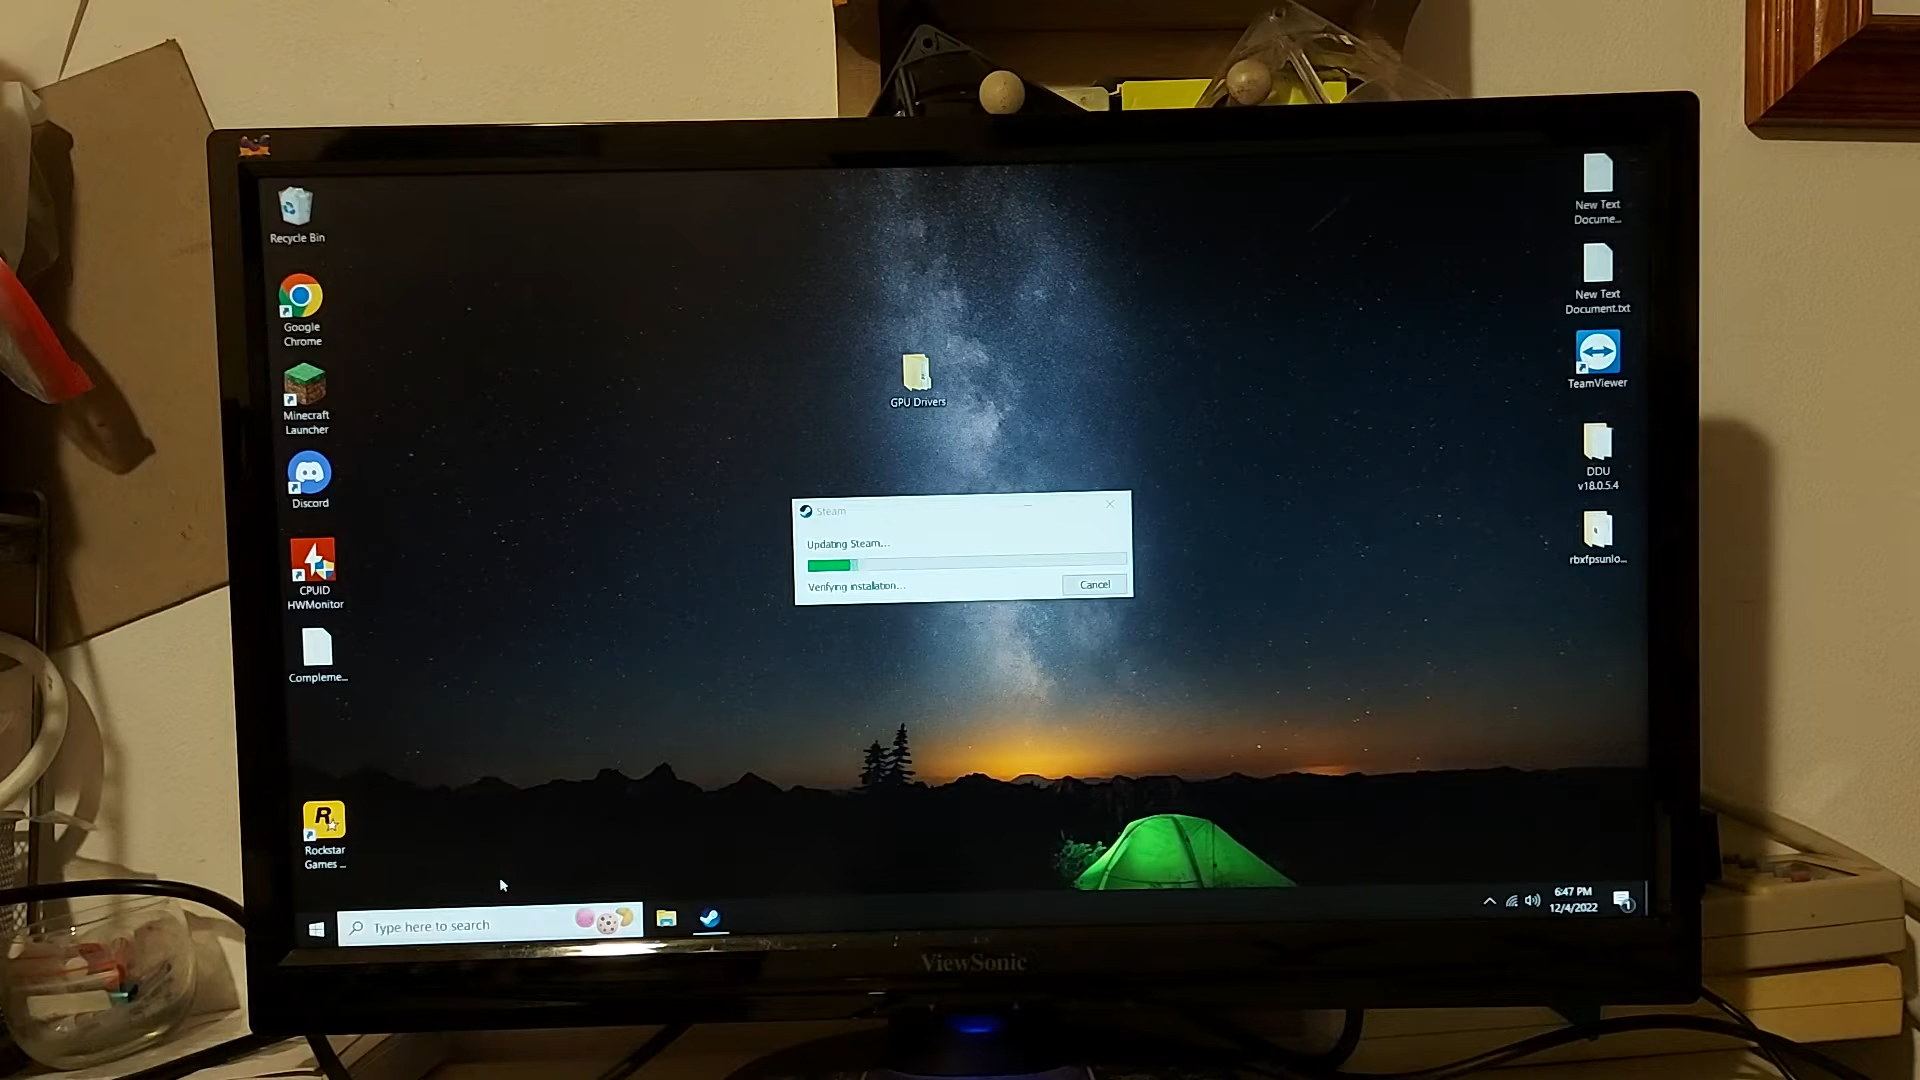 Recycle Bin
Google
Chrome
Minecraft
Launcher
Discord
CPUID
HWMonitor
Compleme...
R
Rockstar
Games ...
GPU Drivers
Steam
Updating Steam...
Verifying installation...
Cancel
New Text
Docume...
New Text
Document.txt
TeamViewer
DDU
v18.0.5.4
rbxfpsunlo...
Type here to search
6:47 PM
12/4/2022
1
ViewSonic